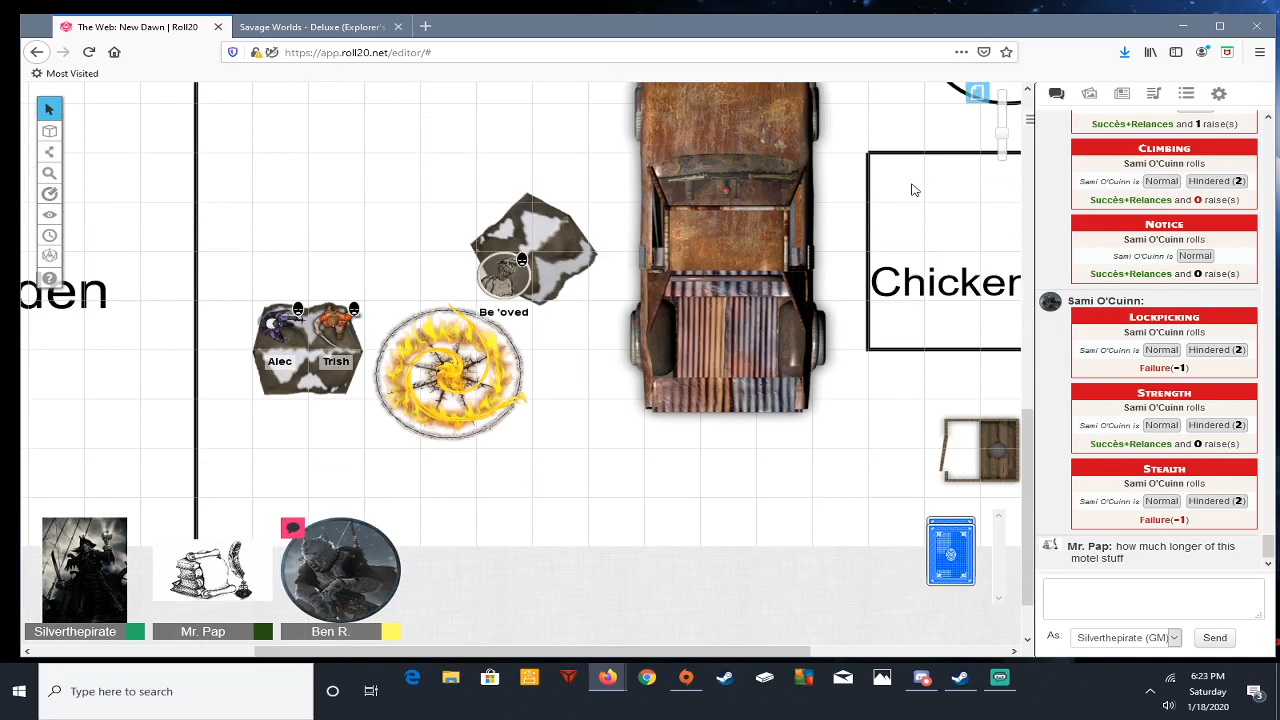 The Web: New Dawn | Roll20
Savage Worlds - Deluxe (Explorer's
https://app.roll20.net/editor/#
Most Visited
den
Be 'oved
Alec
Trish
Chicken
Silverthepirate
Mr. Pap
Ben R.
Succès+Relances and 1 raise(s)
CLIMBING
Sami O'Cuinn rolls
Sami O'Cuinn is Normal Hindered (2)
Succès+Relances and 0 raise(s)
NOTICE
Sami O'Cuinn is Normal
Succès+Relances and 0 raise(s)
Sami O'Cuinn:
LOCKPICKING
Sami O'Cuinn rolls
Sami O'Cuinn is Normal Hindered (2)
Failure(-1)
STRENGTH
Sami O'Cuinn rolls
Sami O'Cuinn is Normal Hindered (2)
Succès+Relances and 0 raise(s)
STEALTH
Sami O'Cuinn rolls
Sami O'Cuinn is Normal Hindered (2)
Failure(-1)
Mr. Pap: how much longer of this
motel stuff
As: Silverthepirate (GM) Send
Type here to search
6:23 PM
Saturday
1/18/2020
3